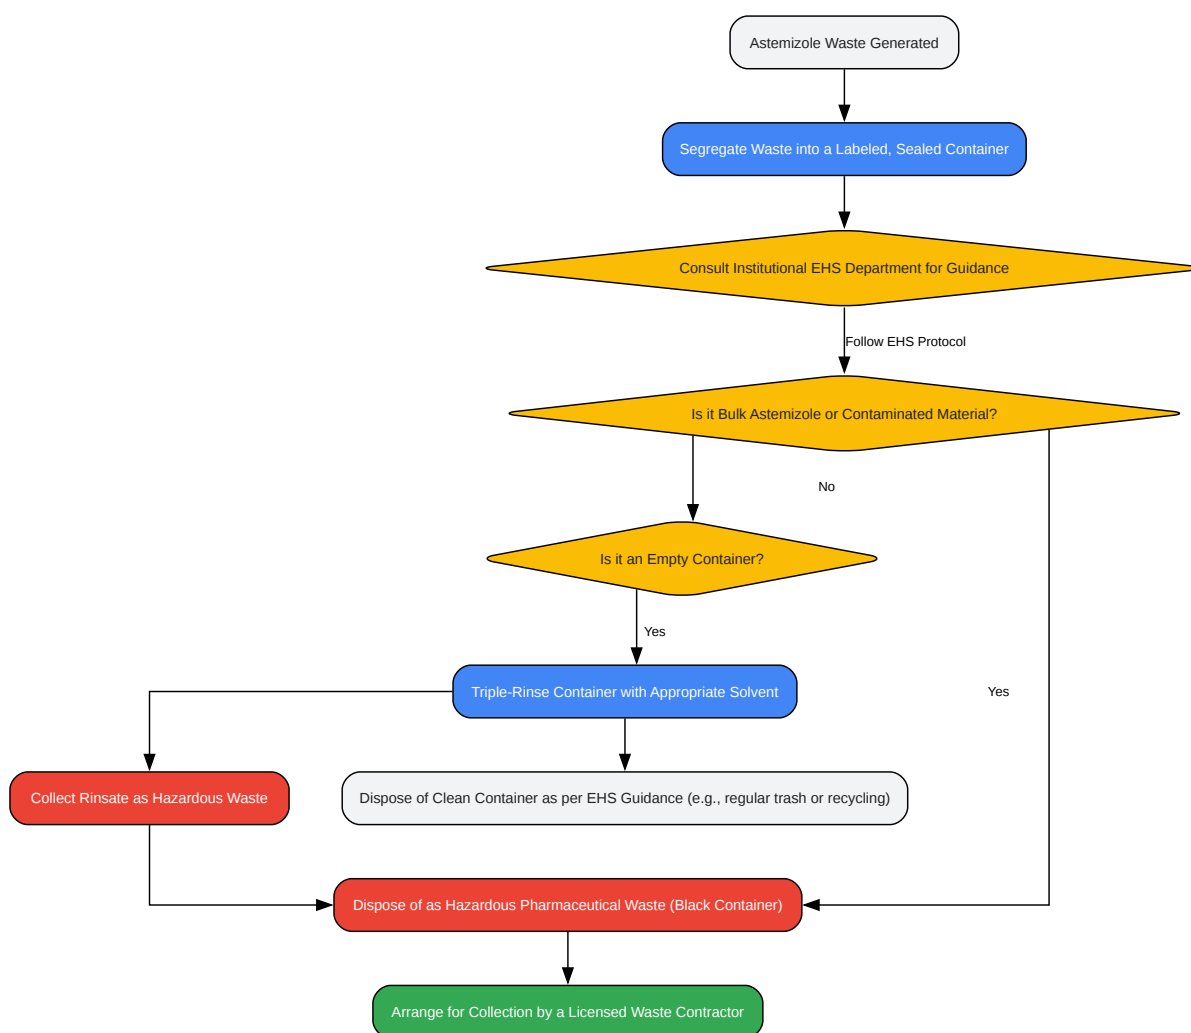 Astemizole Waste Generated
Segregate Waste into a Labeled, Sealed Container
Consult Institutional EHS Department for Guidance
Follow EHS Protocol
Is it Bulk Astemizole or Contaminated Material?
No
Is it an Empty Container?
Yes
Triple-Rinse Container with Appropriate Solvent
Yes
Collect Rinsate as Hazardous Waste
Dispose of Clean Container as per EHS Guidance (e.g., regular trash or recycling)
Dispose of as Hazardous Pharmaceutical Waste (Black Container)
Arrange for Collection by a Licensed Waste Contractor